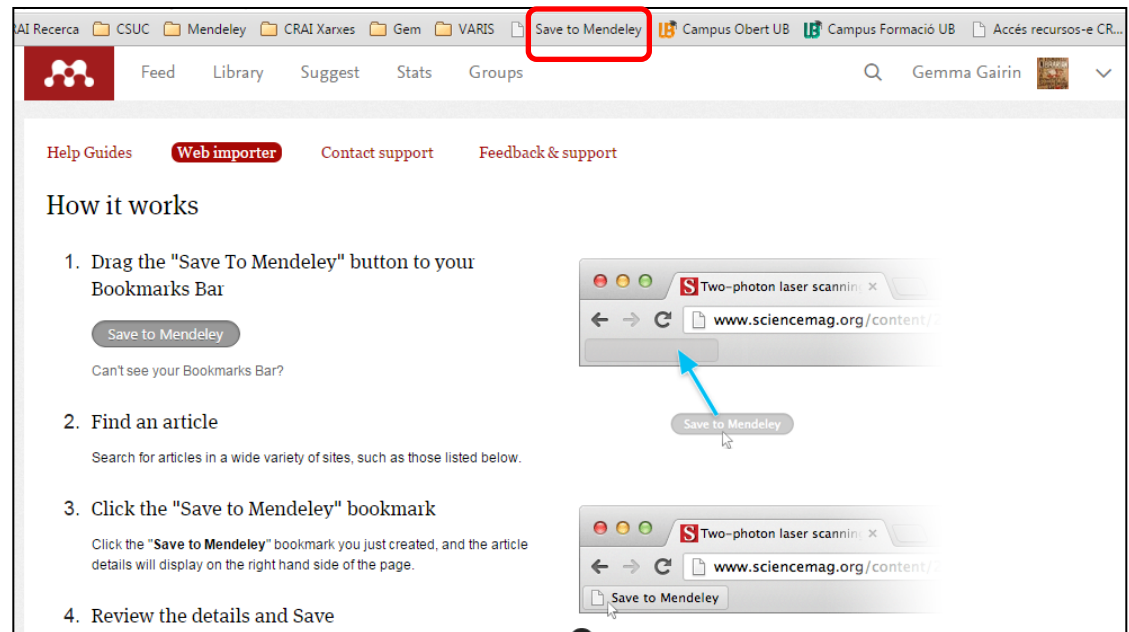 AI Recerca CSUC Mendeley CRAI Xarxes Gem VARIS Save to Mendeley Campus Obert UB Campus Formació UB Accés recursos-e CR...
Feed Library Suggest Stats Groups Gemma Gairin
Help Guides Web importer Contact support Feedback & support
How it works
1. Drag the "Save To Mendeley" button to your
Bookmarks Bar
Save to Mendeley
Can't see your Bookmarks Bar?
Two-photon laser scannin
www.sciencemag.org/content/
Save to Mendeley
2. Find an article
Search for articles in a wide variety of sites, such as those listed below.
3. Click the "Save to Mendeley" bookmark
Click the "Save to Mendeley" bookmark you just created, and the article
details will display on the right hand side of the page.
Two-photon laser scannin
www.sciencemag.org/content/
Save to Mendeley
4. Review the details and Save